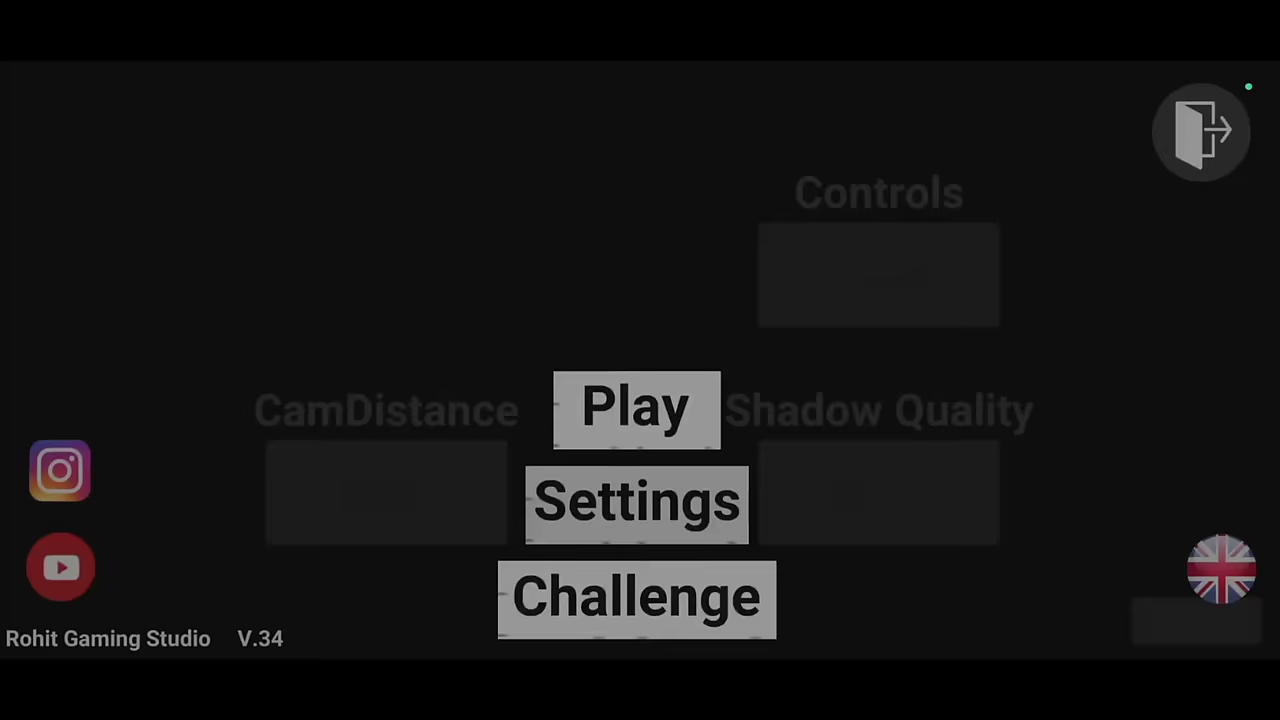 Controls
Play
CamDistance
Shadow Quality
Settings
Challenge
Rohit Gaming Studio V.34